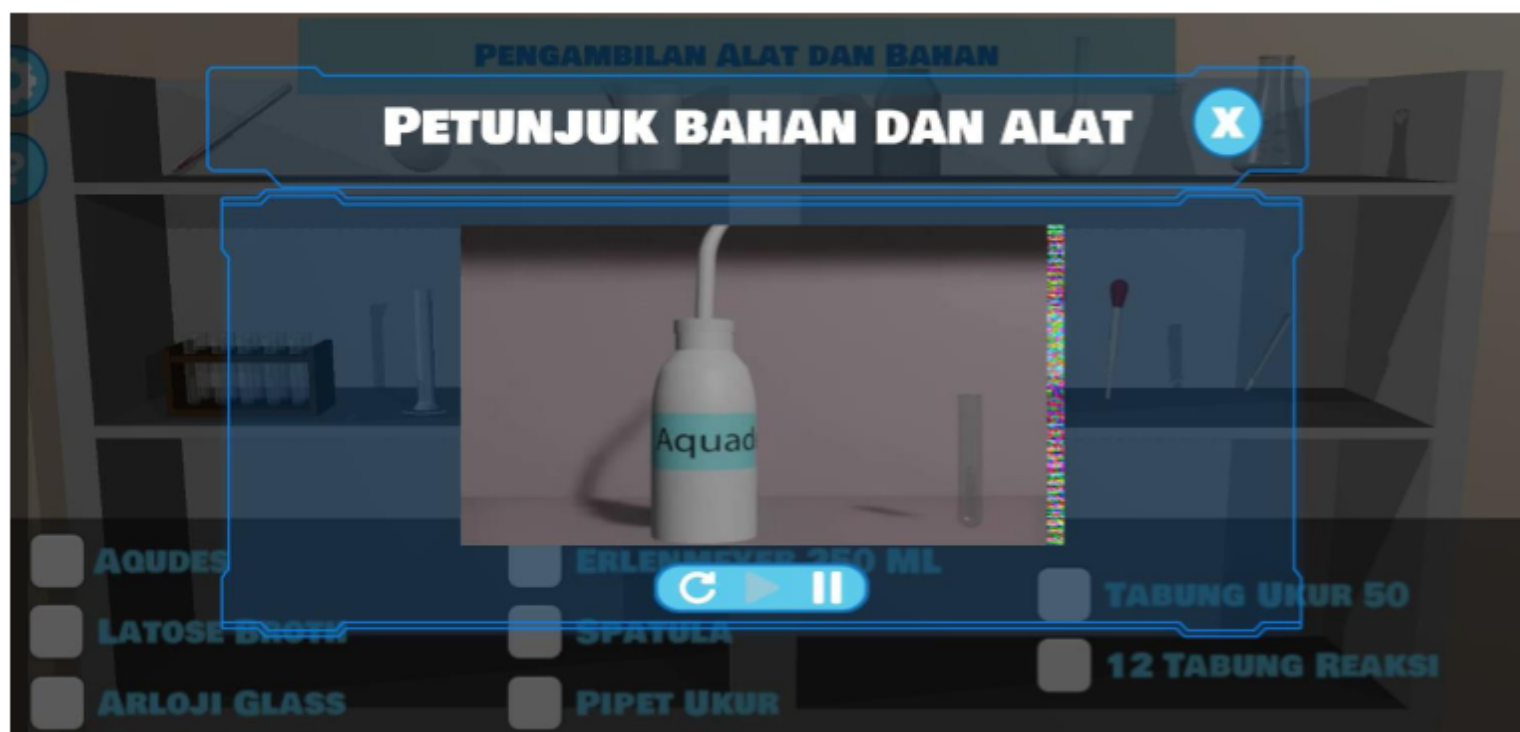 PENGAMBILAN ALAT DAN BAHAN
PETUNJUK BAHAN DAN ALAT
X
Aquad
AQUDES
ERLENMEYER 250 ML
TABUNG UKUR 50
LATOSE BROTH
SPATULA
12 TABUNG REAKSI
ARLOJI GLASS
PIPET UKUR